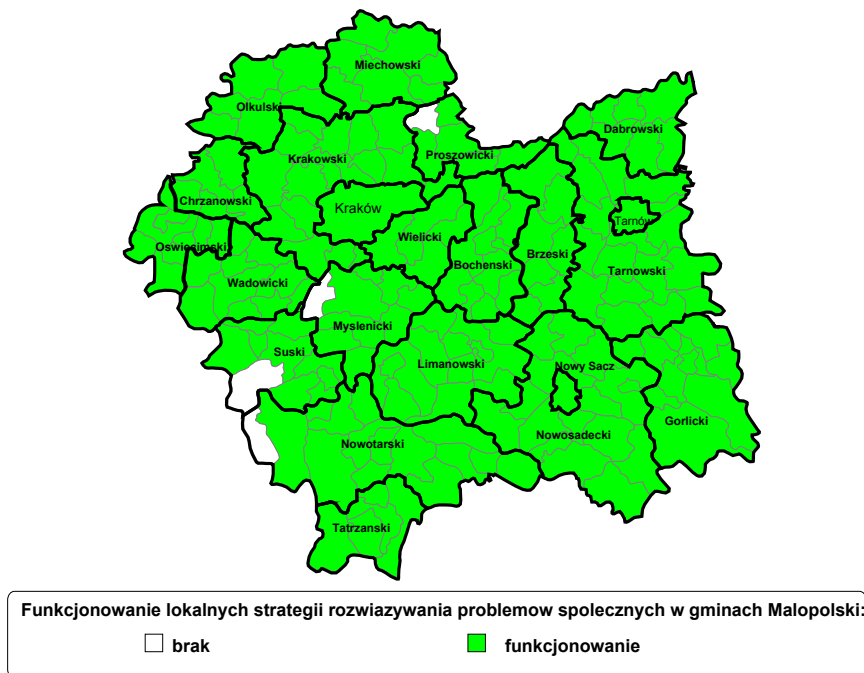 Miechowski
Olkulski
Dabrowski
Krakowski
Proszowicki
Chrzanowski
Kraków
Tarnów
Oswiecimski
Wielicki
Bochenski
Brzeski
Tarnowski
Wadowicki
Myslenicki
Suski
Limanowski
Nowy Sacz
Gorlicki
Nowotarski
Nowosadecki
Tatrzanski
Funkcjonowanie lokalnych strategii rozwiazywania problemow spolecznych w gminach Malopolski:
brak
funkcjonowanie